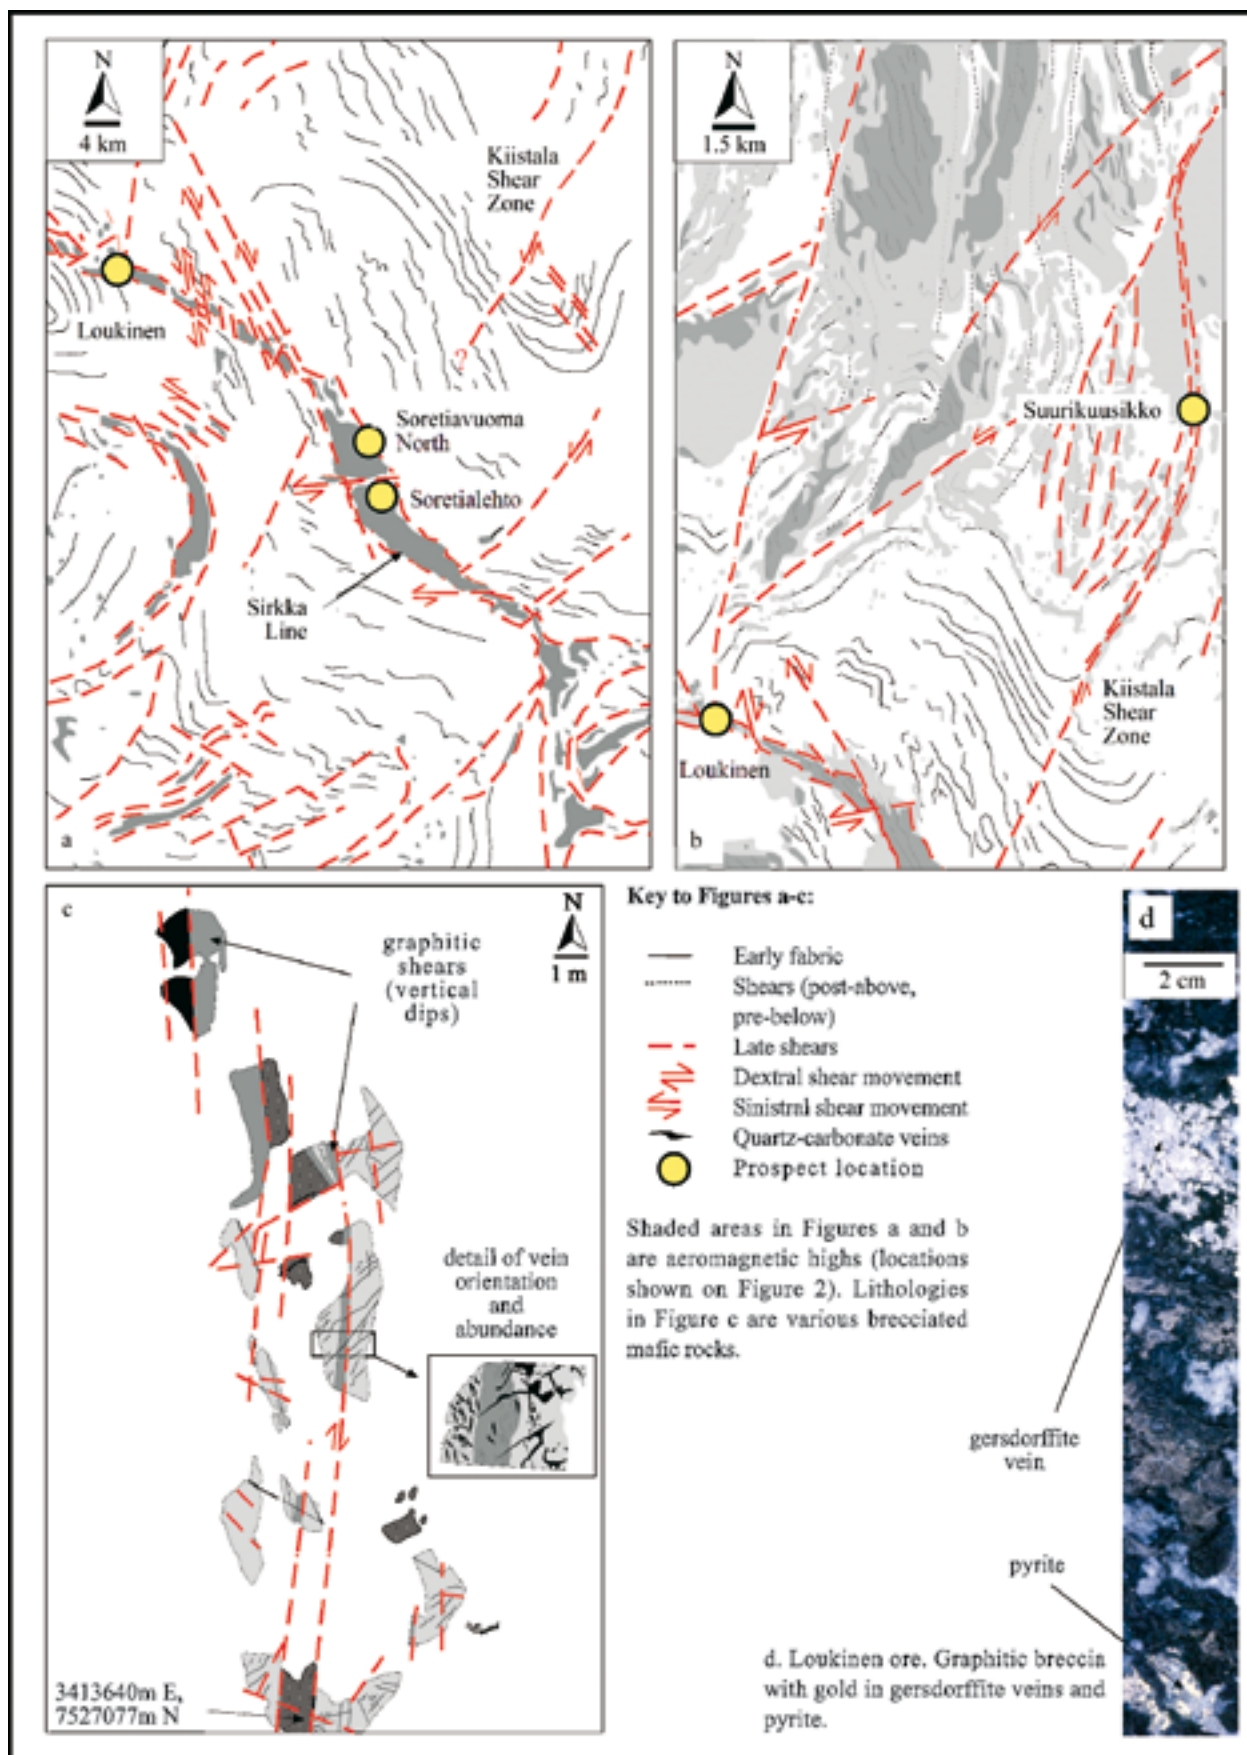 N
4 km
Kiistala
Shear
Zone
Loukinen
?
Soretiavuoma
North
Soretialehto
Sirkka
Line
a
N
1.5 km
Suurikuusikko
Kiistala
Shear
Zone
Loukinen
b
c
N
1 m
graphitic
shears
(vertical
dips)
detail of vein
orientation
and
abundance
3413640m E,
7527077m N
Key to Figures a-c:
Early fabric
Shears (post-above,
pre-below)
Late shears
Dextral shear movement
Sinistral shear movement
Quartz-carbonate veins
Prospect location
Shaded areas in Figures a and b
are aeromagnetic highs (locations
shown on Figure 2). Lithologies
in Figure c are various brecciated
mafic rocks.
d
2 cm
gersdorffite
vein
pyrite
d. Loukinen ore. Graphitic breccia
with gold in gersdorffite veins and
pyrite.